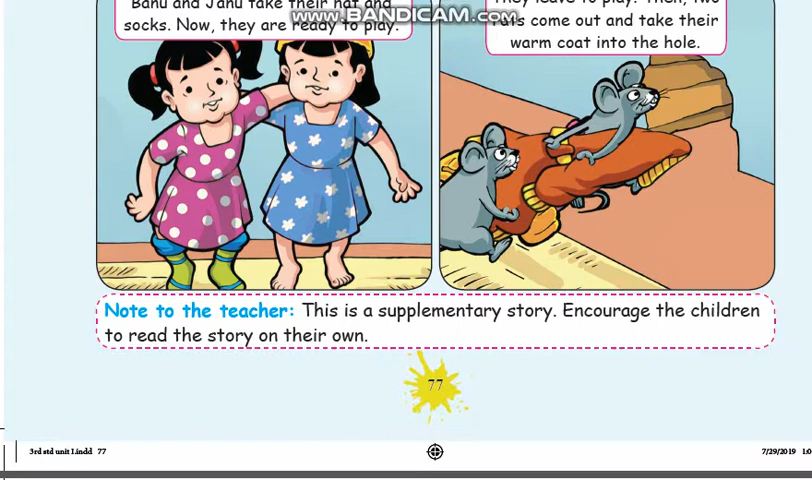 Banu and Janu take their hat and
socks. Now, they are ready to play.
www.BANDICAM.com
They leave to play. Then, two
rats come out and take their
warm coat into the hole.
Note to the teacher: This is a supplementary story. Encourage the children
to read the story on their own.
77
3rd std unit I.indd 77
7/29/2019 1:0